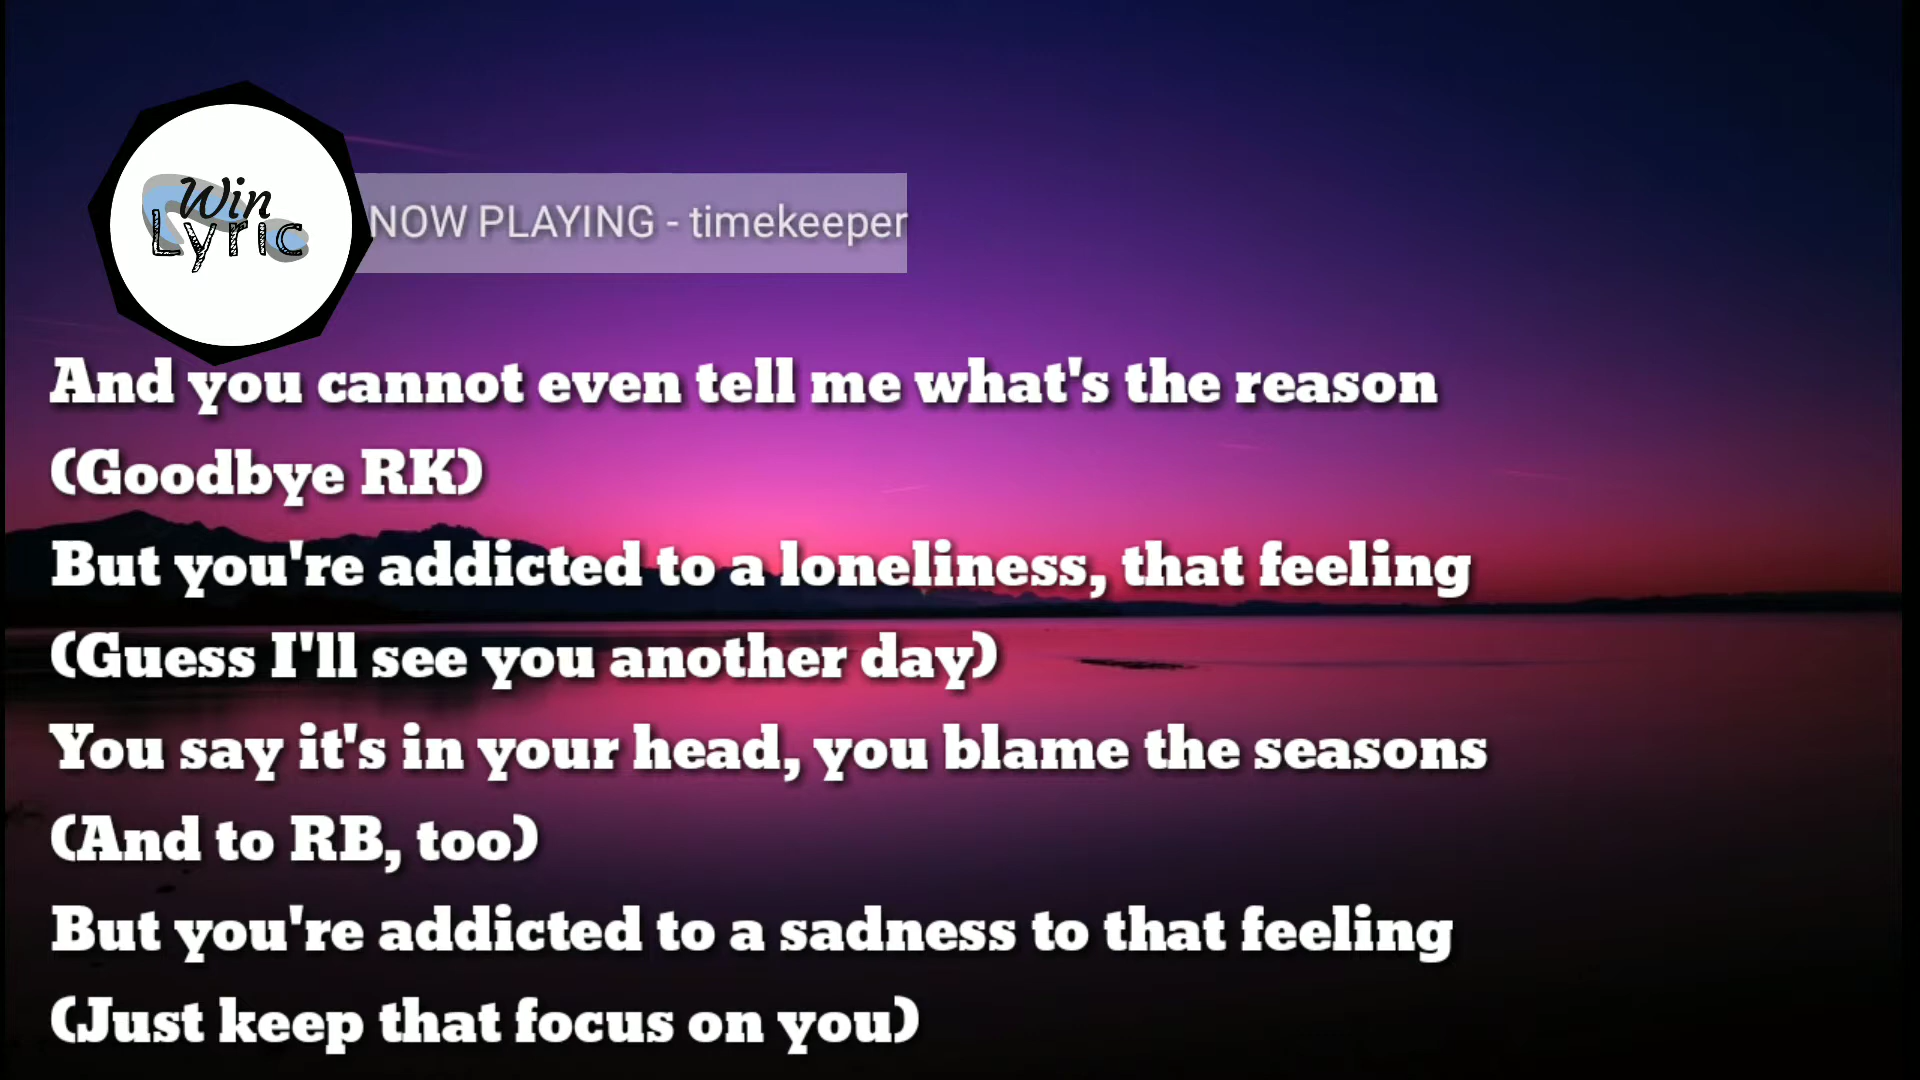 Win
Lyric
NOW PLAYING - timekeeper
And you cannot even tell me what's the reason
(Goodbye RK)
But you're addicted to a loneliness, that feeling
(Guess I'll see you another day)
You say it's in your head, you blame the seasons
(And to RB, too)
But you're addicted to a sadness to that feeling
(Just keep that focus on you)